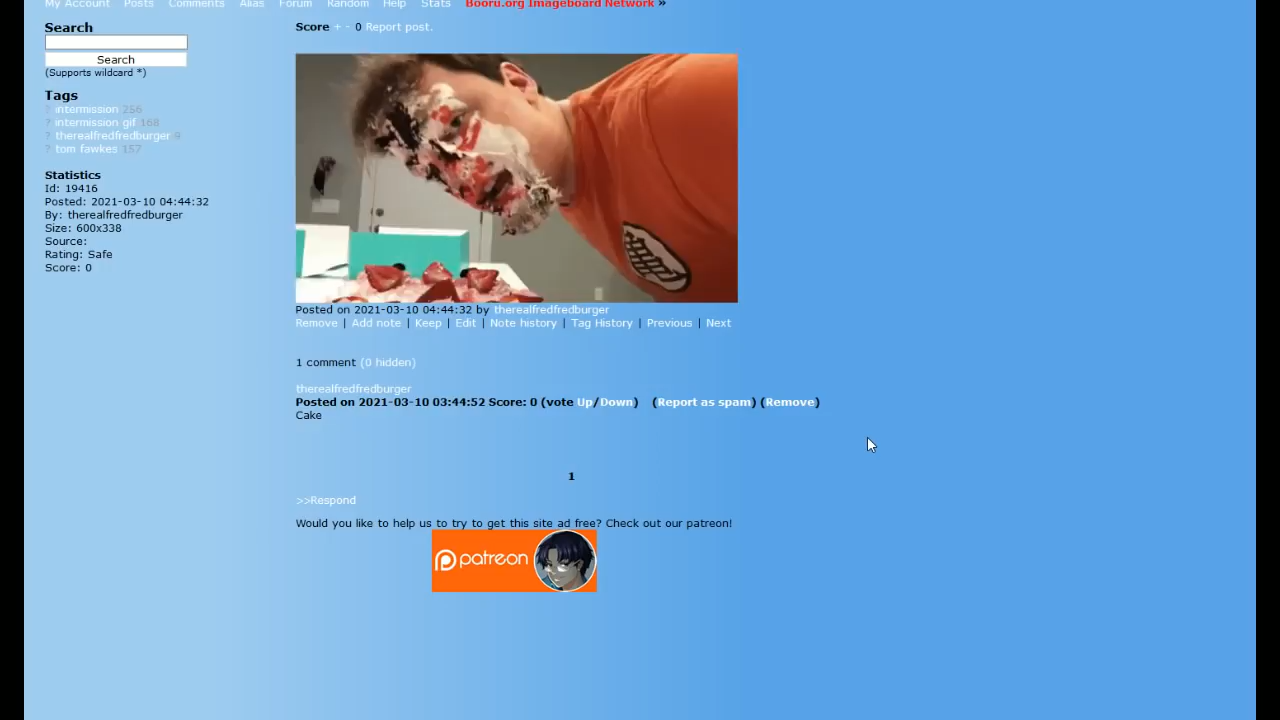 My Account Posts Comments Alias Forum Random Help Stats Booru.org Imageboard Network »
Search
Search
(Supports wildcard *)
Tags
? intermission 256
? intermission gif 168
? therealfredfredburger 9
? tom fawkes 157
Statistics
Id: 19416
Posted: 2021-03-10 04:44:32
By: therealfredfredburger
Size: 600x338
Source:
Rating: Safe
Score: 0
Score + - 0 Report post.
Posted on 2021-03-10 04:44:32 by therealfredfredburger
Remove | Add note | Keep | Edit | Note history | Tag History | Previous | Next
1 comment (0 hidden)
therealfredfredburger
Posted on 2021-03-10 03:44:52 Score: 0 (vote Up/Down) (Report as spam) (Remove)
Cake
1
>>Respond
Would you like to help us to try to get this site ad free? Check out our patreon!
patreon